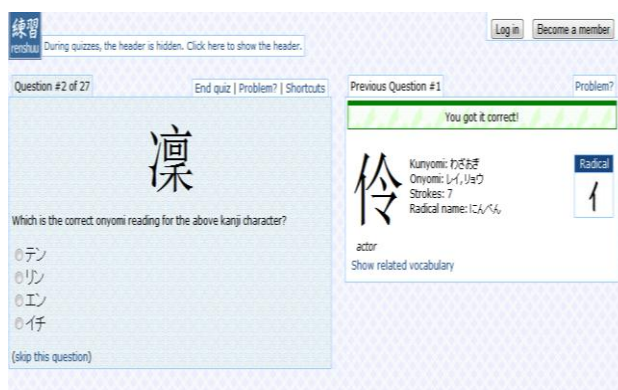 練習
renshuu
During quizzes, the header is hidden. Click here to show the header.
Log in
Become a member
Question #2 of 27
End quiz | Problem? | Shortcuts
凜
Which is the correct onyomi reading for the above kanji character?
テン
リン
エン
イチ
(skip this question)
Previous Question #1
Problem?
You got it correct!
伶
Kunyomi: わざおぎ
Onyomi: レイ, リョウ
Strokes: 7
Radical name: にんべん
Radical
亻
actor
Show related vocabulary